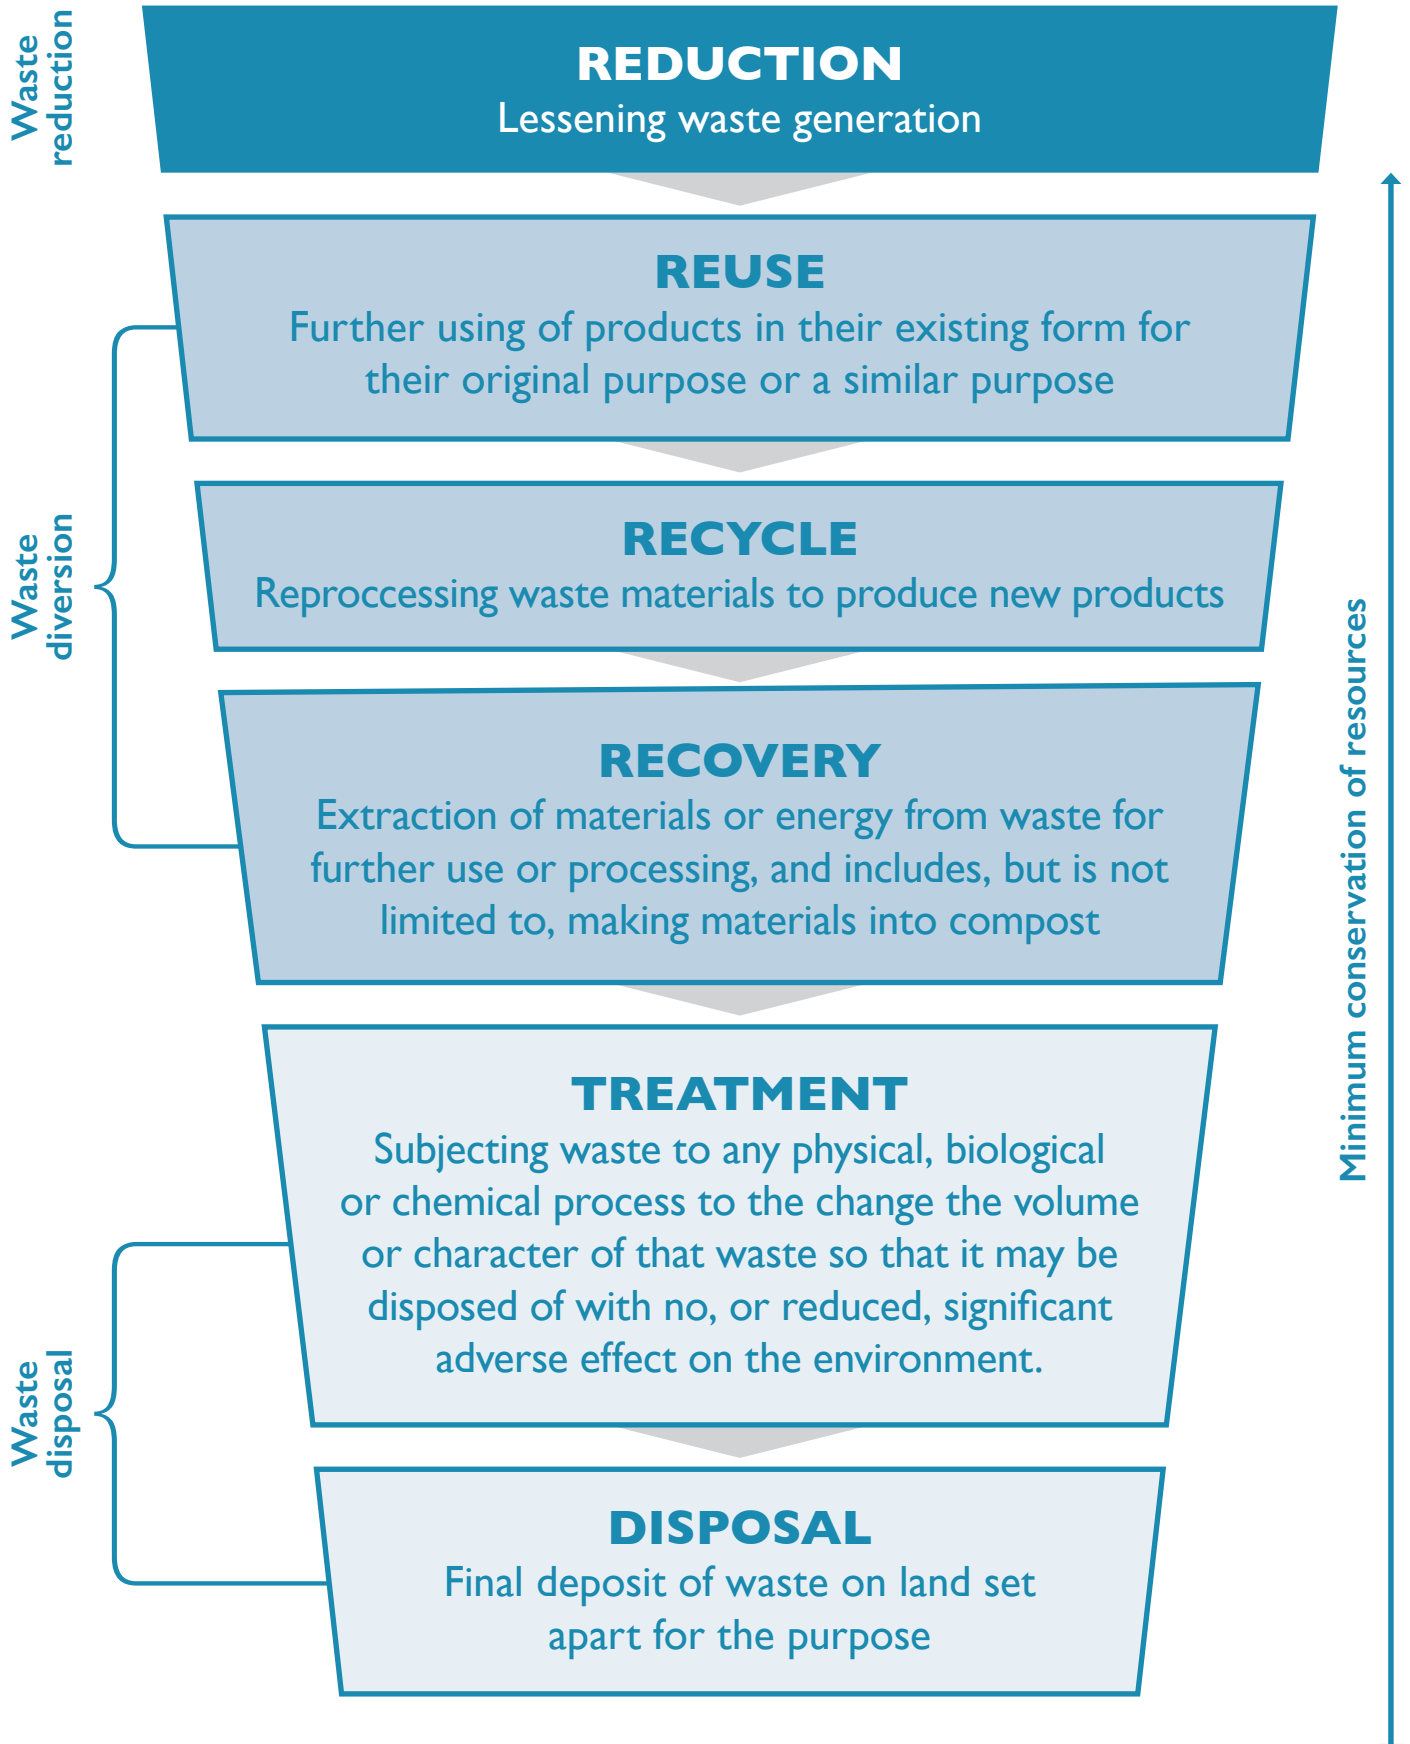 Waste
reduction
REDUCTION
Lessening waste generation
REUSE
Further using of products in their existing form for
their original purpose or a similar purpose
Waste
diversion
RECYCLE
Reproccessing waste materials to produce new products
RECOVERY
Extraction of materials or energy from waste for
further use or processing, and includes, but is not
limited to, making materials into compost
Minimum conservation of resources
TREATMENT
Subjecting waste to any physical, biological
or chemical process to the change the volume
or character of that waste so that it may be
disposed of with no, or reduced, significant
adverse effect on the environment.
Waste
disposal
DISPOSAL
Final deposit of waste on land set
apart for the purpose